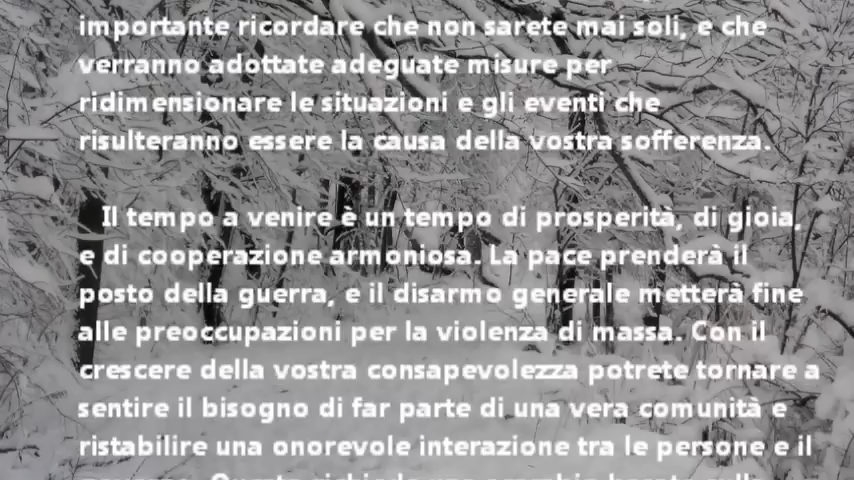 importante ricordare che non sarete mai soli, e che
verranno adottate adeguate misure per
ridimensionare le situazioni e gli eventi che
risulteranno essere la causa della vostra sofferenza.
Il tempo a venire è un tempo di prosperità, di gioia,
e di cooperazione armoniosa. La pace prenderà il
posto della guerra, e il disarmo generale metterà fine
alle preoccupazioni per la violenza di massa. Con il
crescere della vostra consapevolezza potrete tornare a
sentire il bisogno di far parte di una vera comunità e
ristabilire una onorevole interazione tra le persone e il